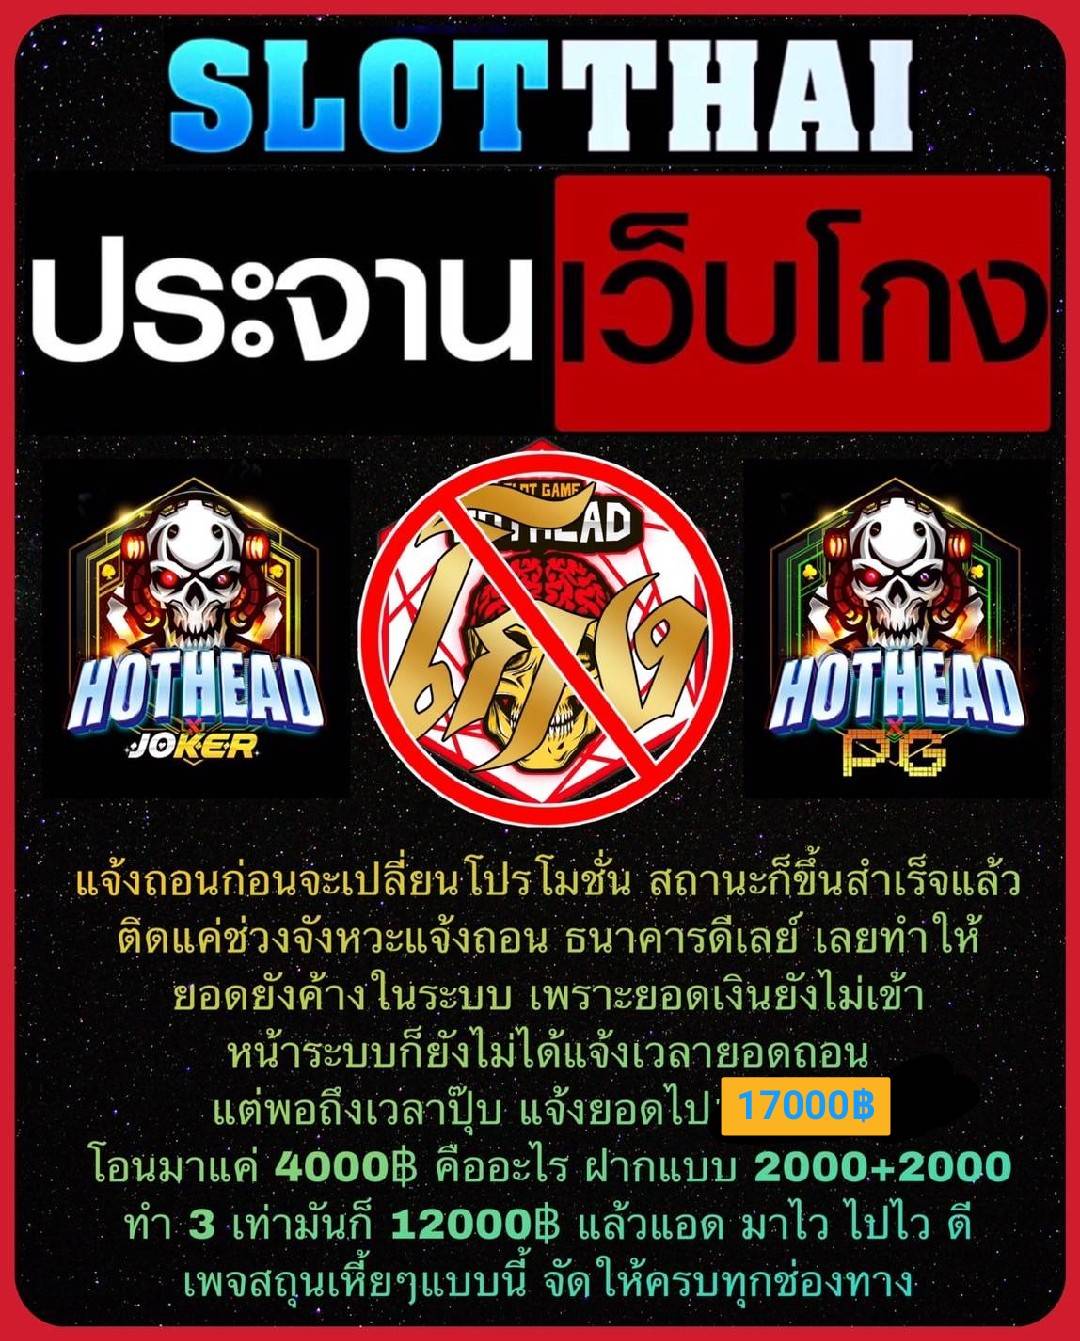 SLOTTHAI
ประจานเว็บโกง
SLOT GAME
HOTHEAD
HOTHEAD
JOKER
HOTHEAD
PG
แจ้งถอนก่อนจะเปลี่ยนโปรโมชั่น สถานะก็ขึ้นสำเร็จแล้ว
ติดแค่ช่วงจังหวะแจ้งถอน ธนาคารดีเลย์ เลยทำให้
ยอดยังค้างในระบบ เพราะยอดเงินยังไม่เข้า
หน้าระบบก็ยังไม่ได้แจ้งเวลายอดถอน
แต่พอถึงเวลาปุ๊บ แจ้งยอดไป 17000฿
โอนมาแค่ 4000฿ คืออะไร ฝากแบบ 2000+2000
ทำ 3 เท่ามันก็ 12000฿ แล้วแอด มาไว ไปไว ดี
เพจสถุนเหี้ยๆแบบนี้ จัดให้ครบทุกช่องทาง